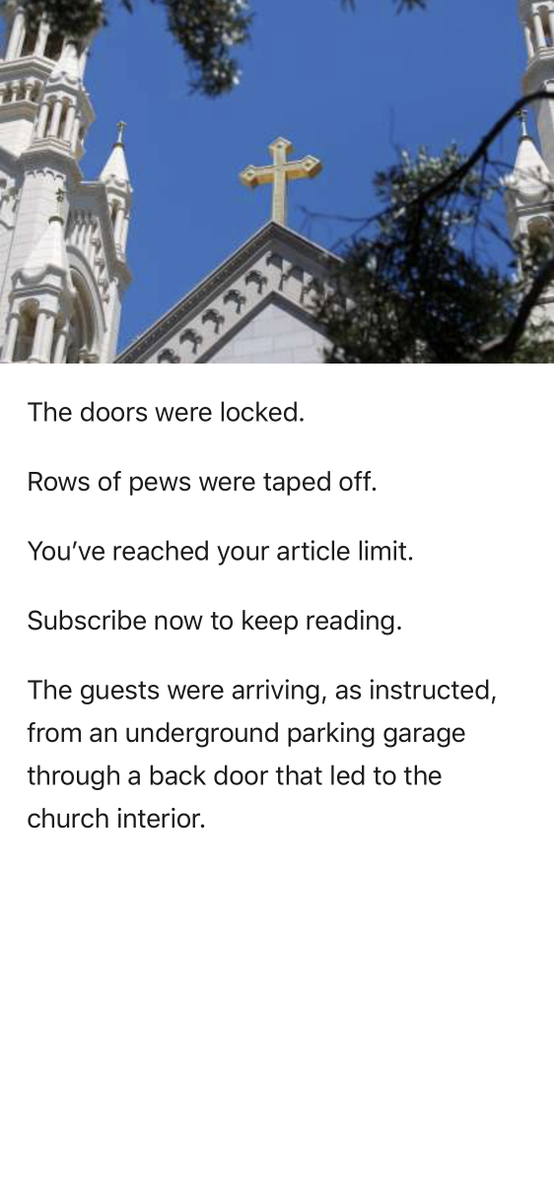 The doors were locked.
Rows of pews were taped off.
You’ve reached your article limit.
Subscribe now to keep reading.
The guests were arriving, as instructed,
from an underground parking garage
through a back door that led to the
church interior.